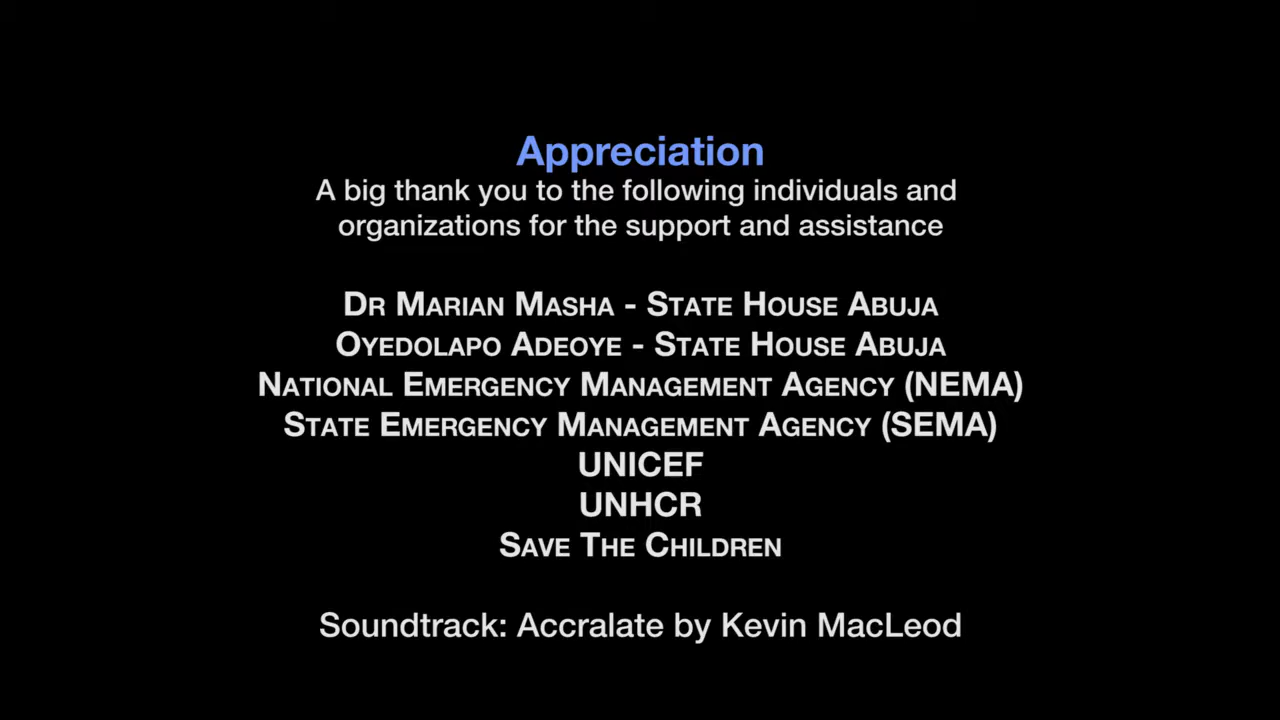 Appreciation
A big thank you to the following individuals and
organizations for the support and assistance
Dr Marian Masha - State House Abuja
Oyedolapo Adeoye - State House Abuja
National Emergency Management Agency (NEMA)
State Emergency Management Agency (SEMA)
UNICEF
UNHCR
Save The Children
Soundtrack: Accralate by Kevin MacLeod